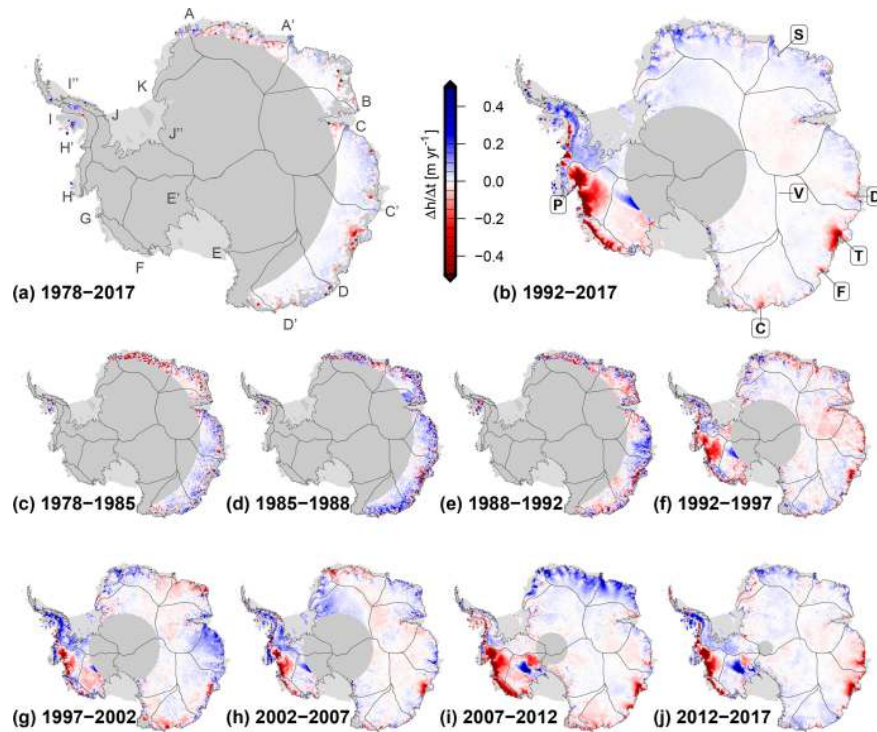 A
A'
S
I''
K
B
I
J
C
H'
J''
H
E'
P
V
D
G
C'
T
F
E
D
F
D'
C
0.4
0.2
0.0
−0.2
−0.4
Δh/Δt [m yr⁻¹]
(a) 1978−2017
(b) 1992−2017
(c) 1978−1985
(d) 1985−1988
(e) 1988−1992
(f) 1992−1997
(g) 1997−2002
(h) 2002−2007
(i) 2007−2012
(j) 2012−2017